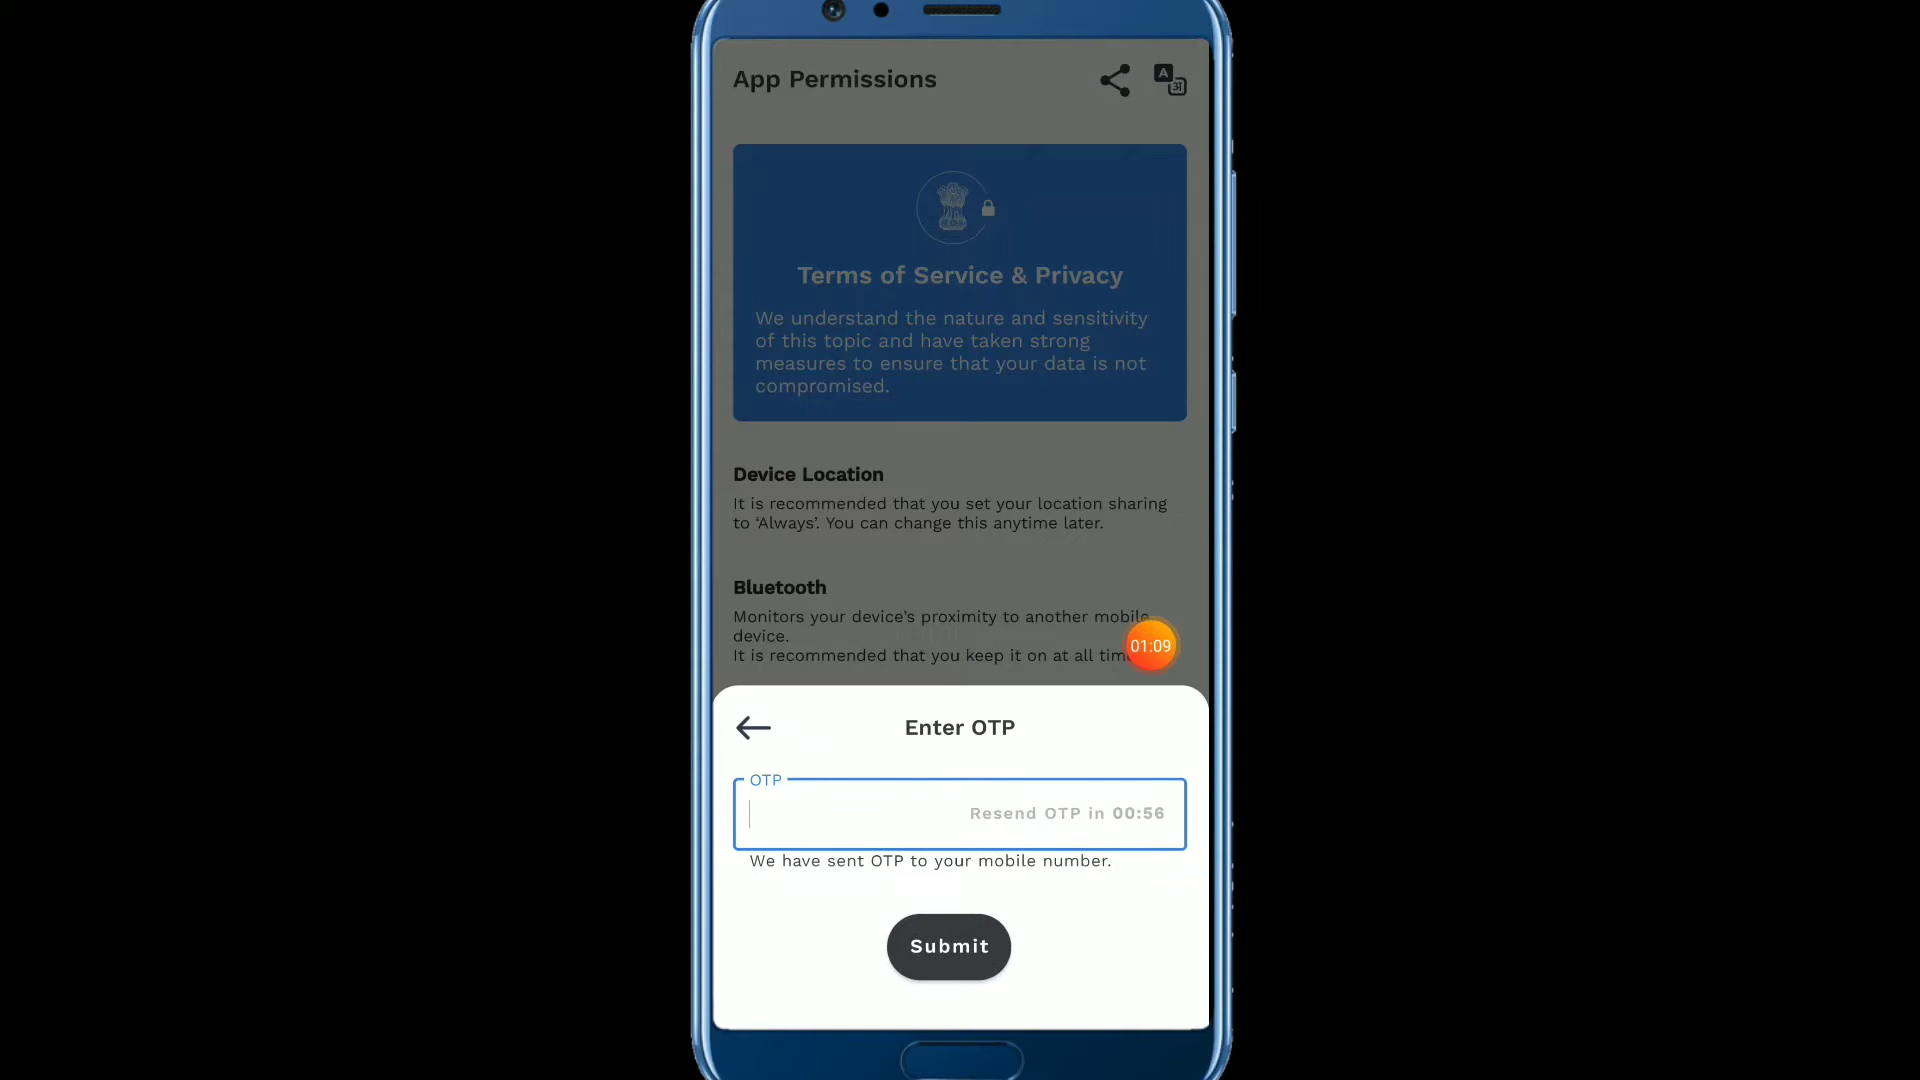 App Permissions
A
अ
Terms of Service & Privacy
We understand the nature and sensitivity
of this topic and have taken strong
measures to ensure that your data is not
compromised.
Device Location
It is recommended that you set your location sharing
to ‘Always’. You can change this anytime later.
Bluetooth
Monitors your device’s proximity to another mobile
device.
It is recommended that you keep it on at all
01:09
Enter OTP
OTP
Resend OTP in 00:56
We have sent OTP to your mobile number.
Submit